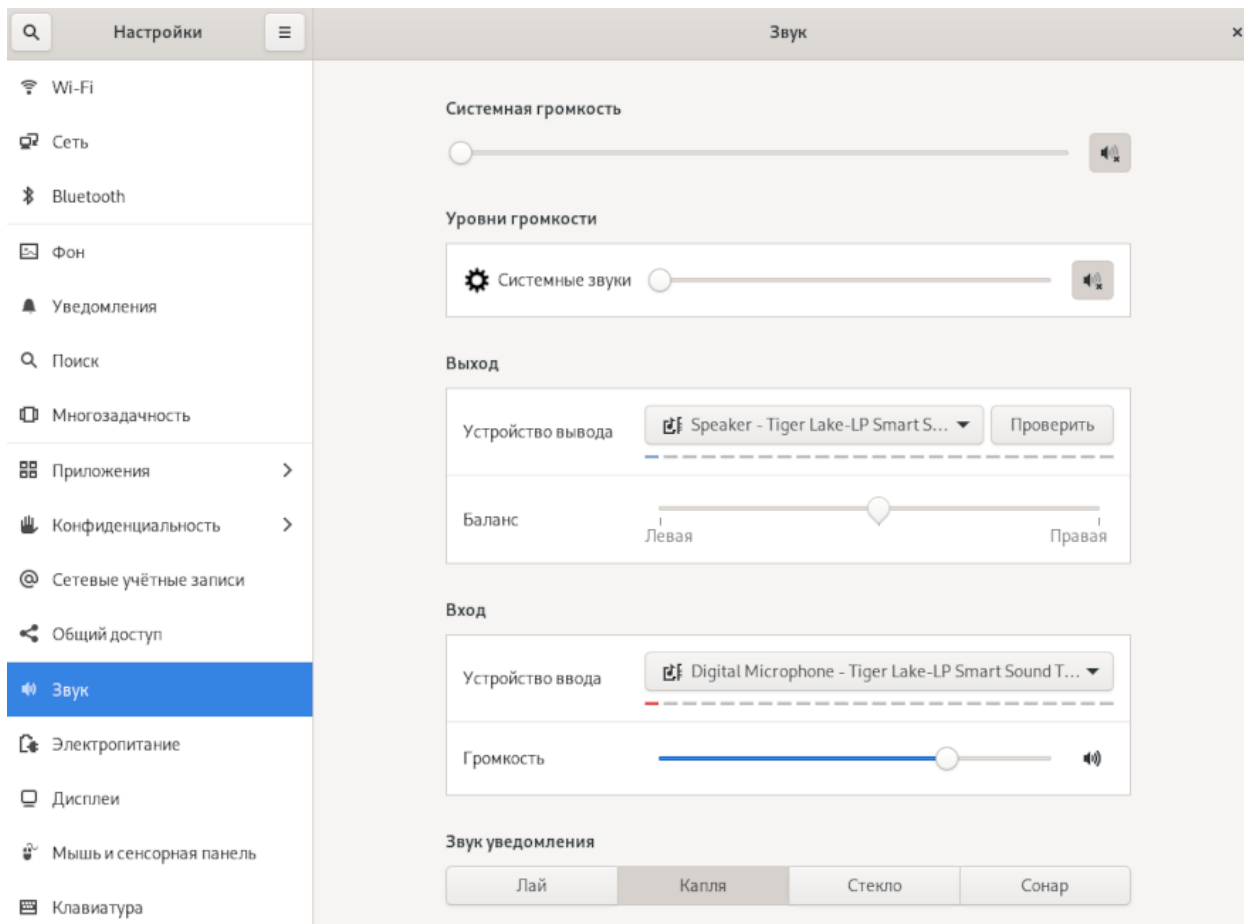 Настройки
Звук
Wi-Fi
Сеть
Bluetooth
Фон
Уведомления
Поиск
Многозадачность
Приложения
Конфиденциальность
Сетевые учётные записи
Общий доступ
Звук
Электропитание
Дисплеи
Мышь и сенсорная панель
Клавиатура
Системная громкость
Уровни громкости
Системные звуки
Выход
Устройство вывода
Speaker - Tiger Lake-LP Smart S...
Проверить
Баланс
Левая
Правая
Вход
Устройство ввода
Digital Microphone - Tiger Lake-LP Smart Sound T...
Громкость
Звук уведомления
Лай
Капля
Стекло
Сонар